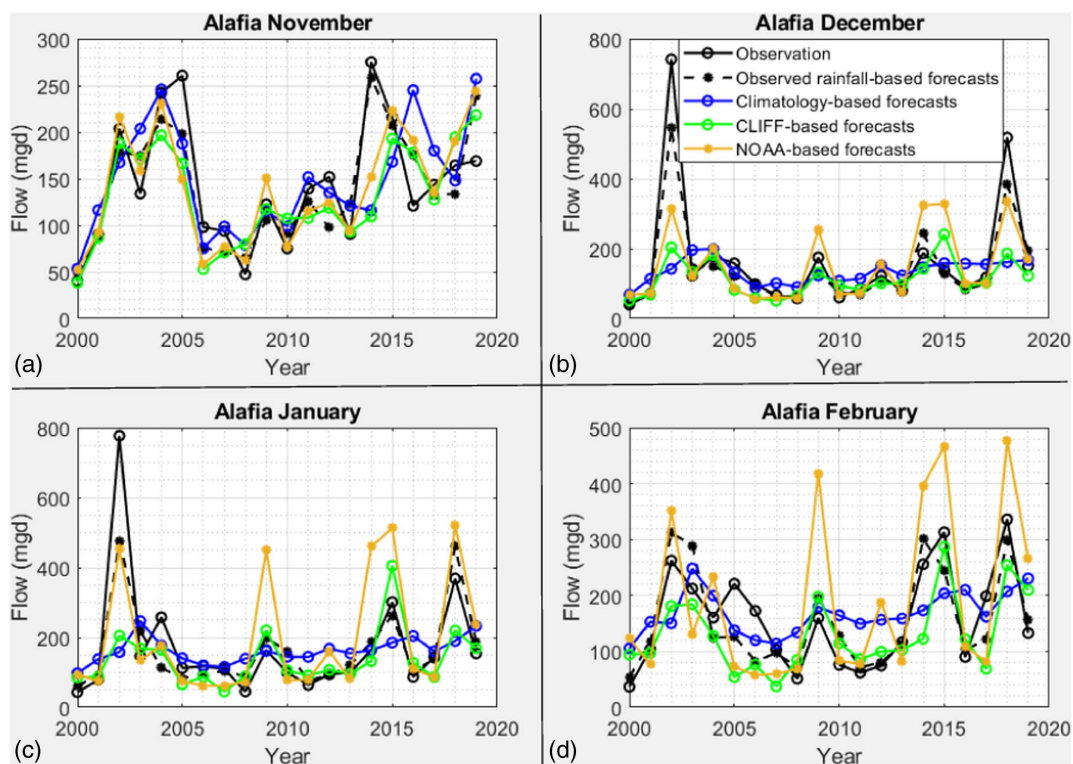 Alafia November
300
250
200
150
100
50
0
Flow (mgd)
2000 2005 2010 2015 2020
Year
(a)
Alafia December
800
600
400
200
0
Flow (mgd)
Observation
Observed rainfall-based forecasts
Climatology-based forecasts
CLIFF-based forecasts
NOAA-based forecasts
2000 2005 2010 2015 2020
Year
(b)
Alafia January
800
600
400
200
0
Flow (mgd)
2000 2005 2010 2015 2020
Year
(c)
Alafia February
500
400
300
200
100
0
Flow (mgd)
2000 2005 2010 2015 2020
Year
(d)